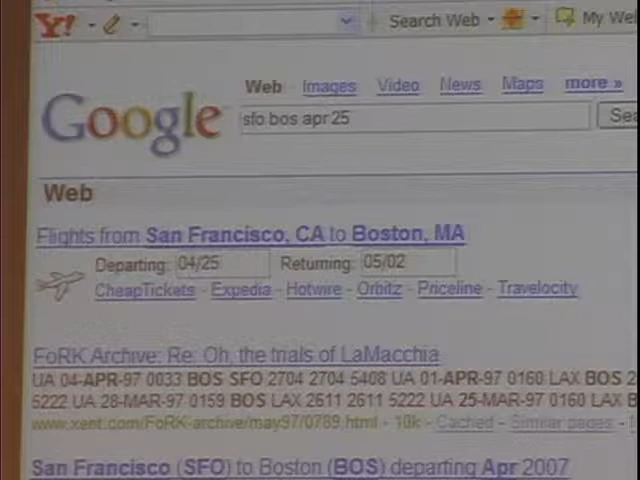 Y! Search Web My We
Web Images Video News Maps more »
Google
sfo bos apr 25 Sea
Web
Flights from San Francisco, CA to Boston, MA
Departing: 04/25 Returning: 05/02
CheapTickets - Expedia - Hotwire - Orbitz - Priceline - Travelocity
FoRK Archive: Re: Oh, the trials of LaMacchia
UA 04-APR-97 0033 BOS SFO 2704 2704 5408 UA 01-APR-97 0160 LAX BOS 2
5222 UA 28-MAR-97 0159 BOS LAX 2611 2611 5222 UA 25-MAR-97 0160 LAX B
www.xent.com/FoRK-archive/may97/0789.html - 10k - Cached - Similar pages -
San Francisco (SFO) to Boston (BOS) departing Apr 2007